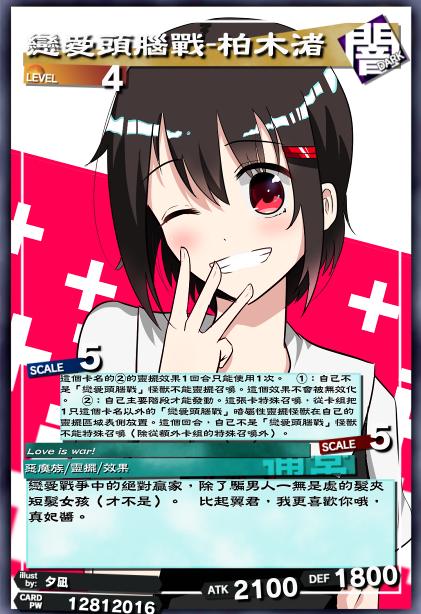 戀愛頭腦戰-柏木渚
闇
DARK
LEVEL 4
SCALE 5
這個卡名的②的靈擺效果1回合只能使用1次。 ①：自己不
是「戀愛頭腦戰」怪獸不能靈擺召喚。這個效果不會被無效化
。 ②：自己主要階段才能發動。這張卡特殊召喚，從卡組把
1只這個卡名以外的「戀愛頭腦戰」暗屬性靈擺怪獸在自己的
靈擺區域表側放置。這個回合，自己不是「戀愛頭腦戰」怪獸
不能特殊召喚（除從額外卡組的特殊召喚外）。
SCALE 5
Love is war!
惡魔族/靈擺/效果
戀愛戰爭中的絕對贏家，除了騙男人一無是處的髮夾
短髮女孩（才不是）。 比起翼君，我更喜歡你哦，
真妃醬。
illust by: 夕凪
CARD PW 12812016
ATK 2100
DEF 1800